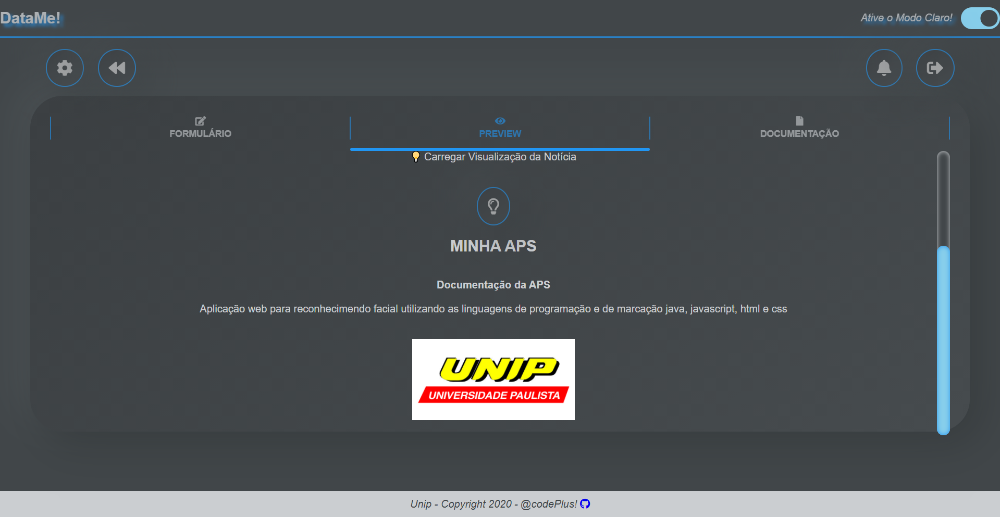 DataMe!
Ative o Modo Claro!
FORMULÁRIO
PREVIEW
DOCUMENTAÇÃO
Carregar Visualização da Notícia
MINHA APS
Documentação da APS
Aplicação web para reconhecimendo facial utilizando as linguagens de programação e de marcação java, javascript, html e css
UNIP
UNIVERSIDADE PAULISTA
Unip - Copyright 2020 - @codePlus!